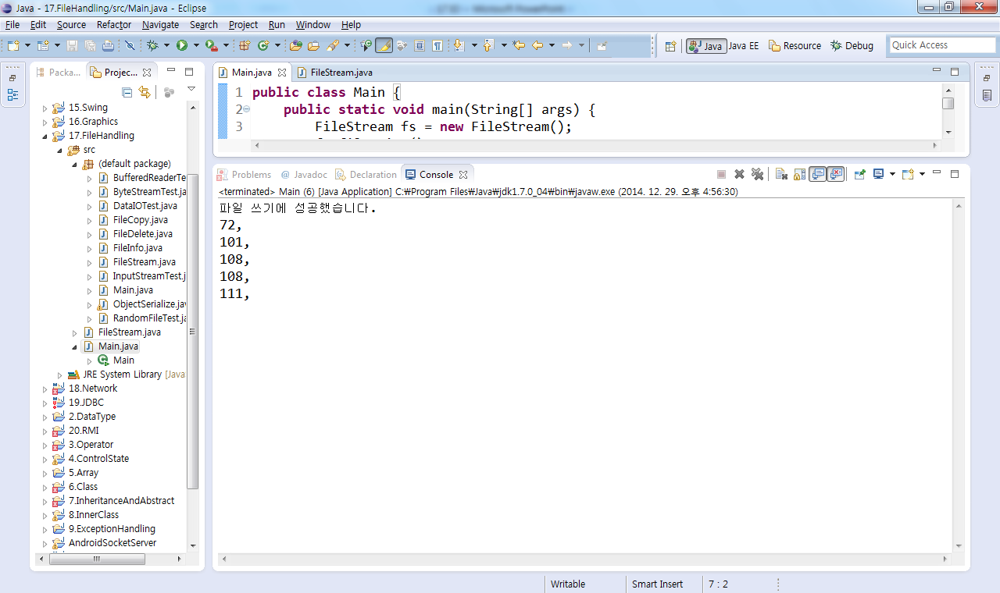 Java - 17.FileHandling/src/Main.java - Eclipse
File Edit Source Refactor Navigate Search Project Run Window Help
Java Java EE Resource Debug Quick Access
Packa... Projec...
15.Swing
16.Graphics
17.FileHandling
src
(default package)
BufferedReaderTe
ByteStreamTest.ja
DataIOTest.java
FileCopy.java
FileDelete.java
FileInfo.java
FileStream.java
InputStreamTest.j
Main.java
ObjectSerialize.jav
RandomFileTest.ja
FileStream.java
Main.java
Main
JRE System Library [Java
18.Network
19.JDBC
2.DataType
20.RMI
3.Operator
4.ControlState
5.Array
6.Class
7.InheritanceAndAbstract
8.InnerClass
9.ExceptionHandling
AndroidSocketServer
Main.java FileStream.java
1 public class Main {
2 public static void main(String[] args) {
3 FileStream fs = new FileStream();
Problems @ Javadoc Declaration Console
<terminated> Main (6) [Java Application] C:₩Program Files₩Java₩jdk1.7.0_04₩bin₩javaw.exe (2014. 12. 29. 오후 4:56:30)
파일 쓰기에 성공했습니다.
72,
101,
108,
108,
111,
Writable Smart Insert 7 : 2